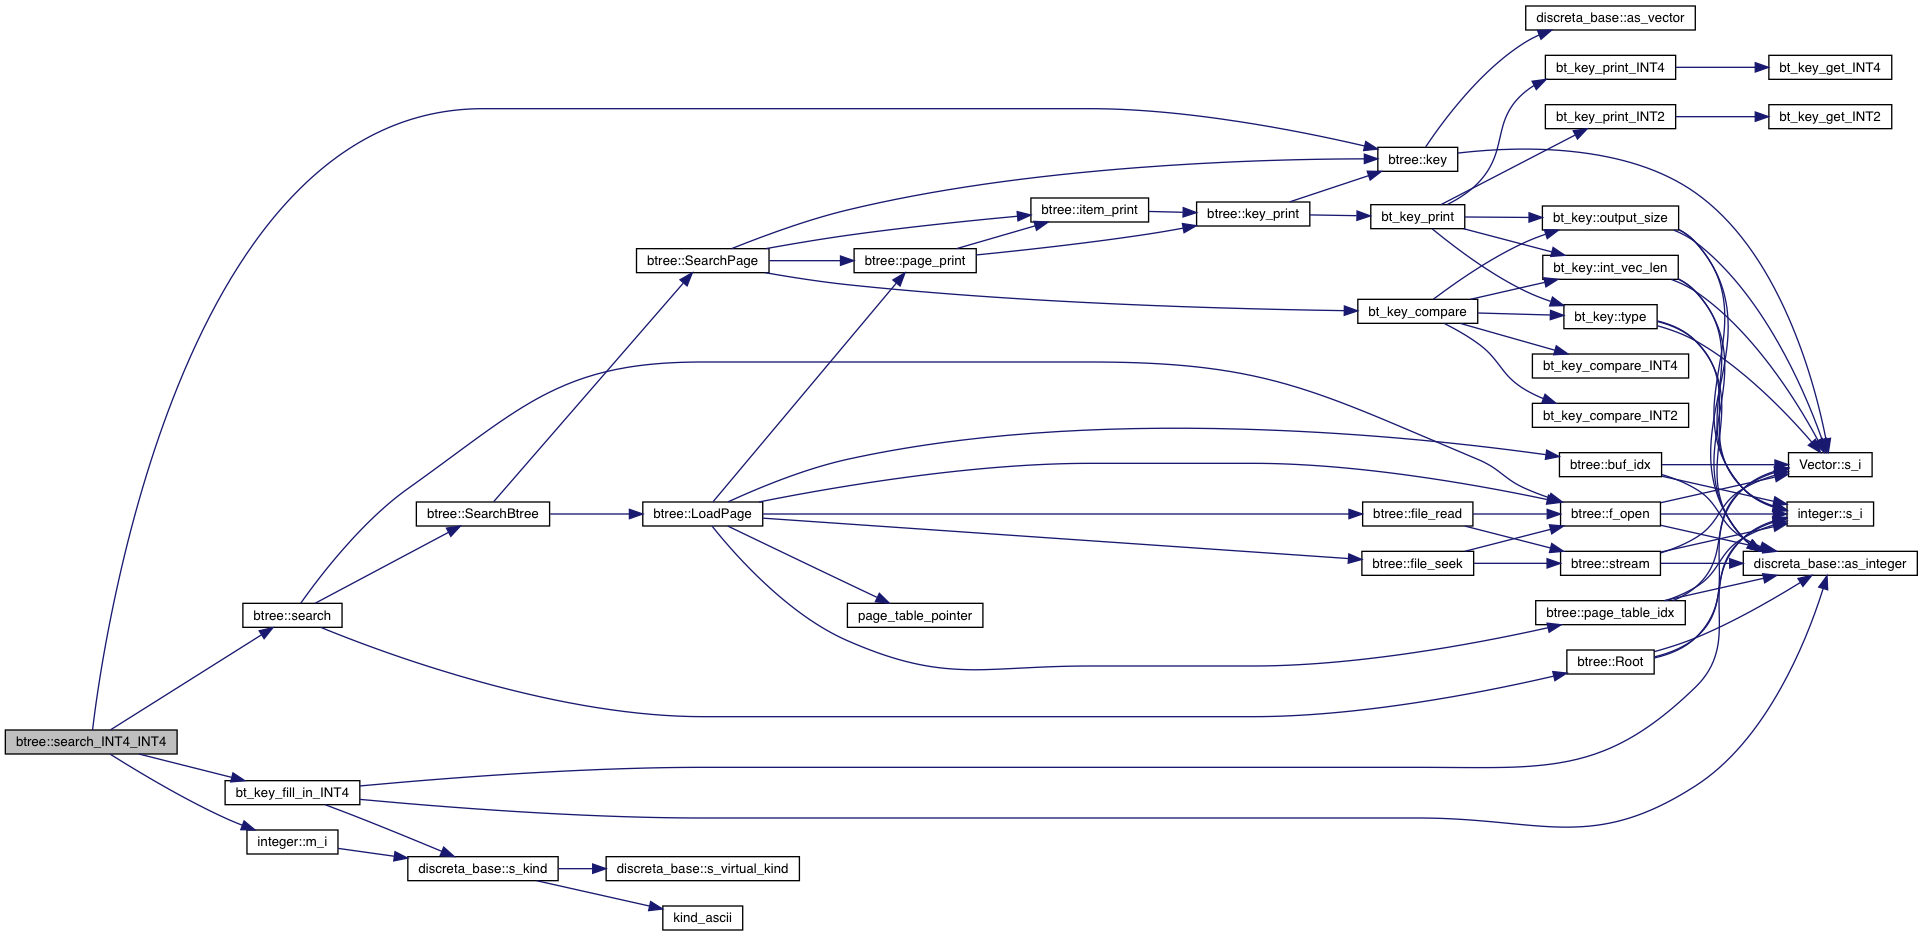 discreta_base::as_vector
bt_key_print_INT4
bt_key_get_INT4
bt_key_print_INT2
bt_key_get_INT2
btree::key
btree::item_print
btree::key_print
bt_key_print
bt_key::output_size
btree::SearchPage
btree::page_print
bt_key::int_vec_len
bt_key_compare
bt_key::type
bt_key_compare_INT4
bt_key_compare_INT2
btree::buf_idx
Vector::s_i
btree::SearchBtree
btree::LoadPage
btree::file_read
btree::f_open
integer::s_i
btree::file_seek
btree::stream
discreta_base::as_integer
btree::search
page_table_pointer
btree::page_table_idx
btree::Root
btree::search_INT4_INT4
bt_key_fill_in_INT4
integer::m_i
discreta_base::s_kind
discreta_base::s_virtual_kind
kind_ascii